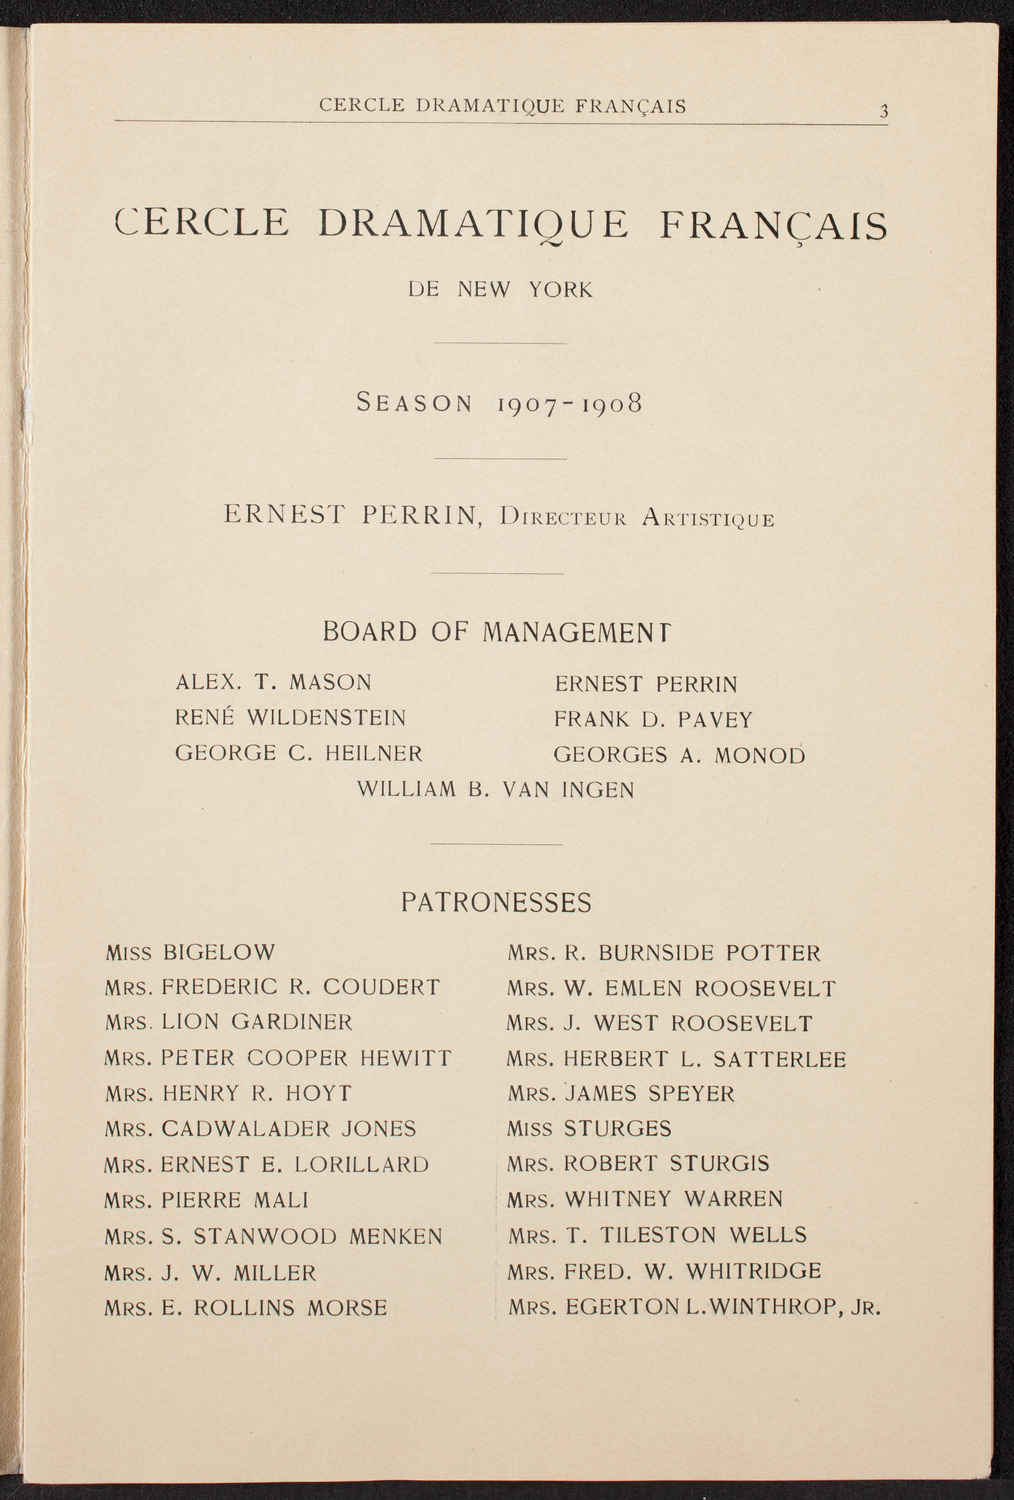 CERCLE DRAMATIQUE FRANÇAIS 3
CERCLE DRAMATIQUE FRANÇAIS
DE NEW YORK
SEASON 1907-1908
ERNEST PERRIN, DIRECTEUR ARTISTIQUE
BOARD OF MANAGEMENT
ALEX. T. MASON
RENÉ WILDENSTEIN
GEORGE C. HEILNER
ERNEST PERRIN
FRANK D. PAVEY
GEORGES A. MONOD
WILLIAM B. VAN INGEN
PATRONESSES
MISS BIGELOW
MRS. FREDERIC R. COUDERT
MRS. LION GARDINER
MRS. PETER COOPER HEWITT
MRS. HENRY R. HOYT
MRS. CADWALADER JONES
MRS. ERNEST E. LORILLARD
MRS. PIERRE MALI
MRS. S. STANWOOD MENKEN
MRS. J. W. MILLER
MRS. E. ROLLINS MORSE
MRS. R. BURNSIDE POTTER
MRS. W. EMLEN ROOSEVELT
MRS. J. WEST ROOSEVELT
MRS. HERBERT L. SATTERLEE
MRS. JAMES SPEYER
MISS STURGES
MRS. ROBERT STURGIS
MRS. WHITNEY WARREN
MRS. T. TILESTON WELLS
MRS. FRED. W. WHITRIDGE
MRS. EGERTON L. WINTHROP, JR.